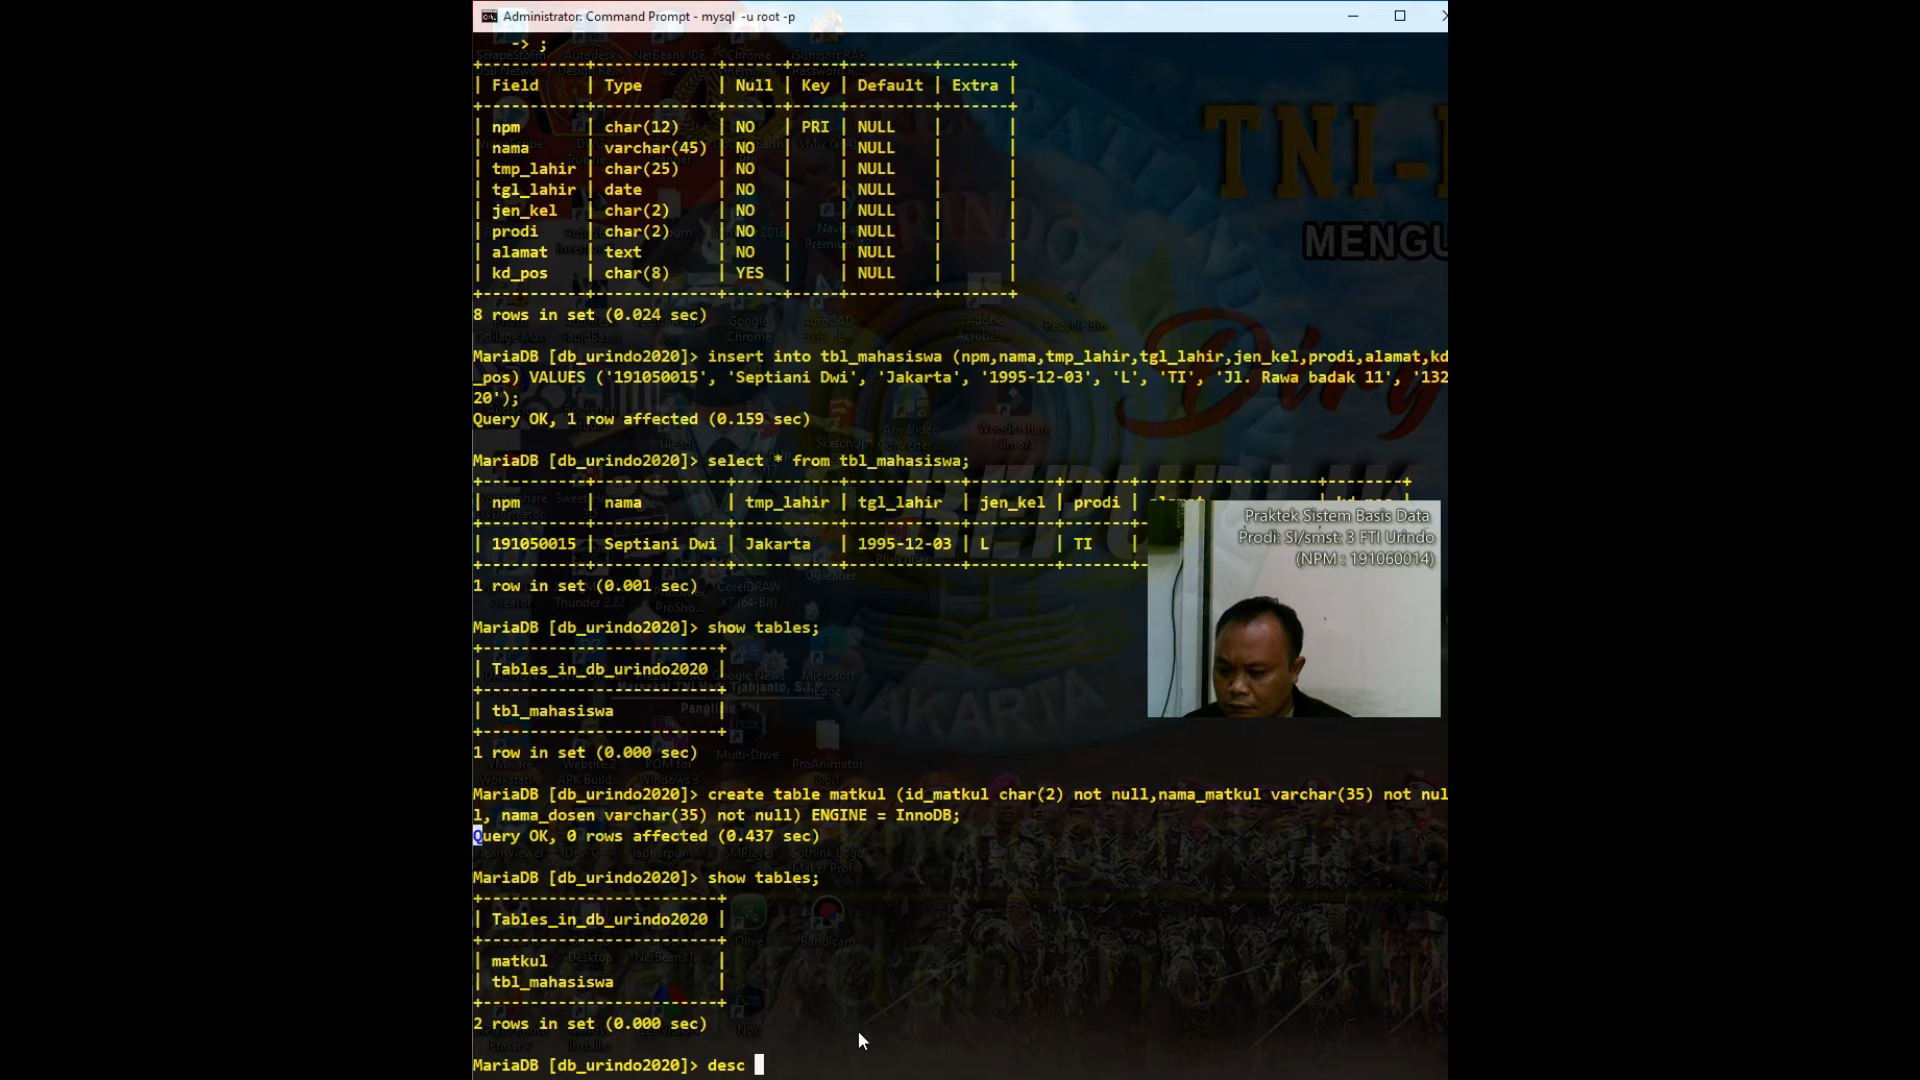 Administrator: Command Prompt - mysql -u root -p
-> ;
| Field | Type | Null | Key | Default | Extra |
| npm | char(12) | NO | PRI | NULL | |
| nama | varchar(45) | NO | | NULL | |
| tmp_lahir | char(25) | NO | | NULL | |
| tgl_lahir | date | NO | | NULL | |
| jen_kel | char(2) | NO | | NULL | |
| prodi | char(2) | NO | | NULL | |
| alamat | text | NO | | NULL | |
| kd_pos | char(8) | YES | | NULL | |
8 rows in set (0.024 sec)
MariaDB [db_urindo2020]> insert into tbl_mahasiswa (npm,nama,tmp_lahir,tgl_lahir,jen_kel,prodi,alamat,kd
_pos) VALUES ('191050015', 'Septiani Dwi', 'Jakarta', '1995-12-03', 'L', 'TI', 'Jl. Rawa badak 11', '132
20');
Query OK, 1 row affected (0.159 sec)
MariaDB [db_urindo2020]> select * from tbl_mahasiswa;
| npm | nama | tmp_lahir | tgl_lahir | jen_kel | prodi | alamat | kd_pos |
| 191050015 | Septiani Dwi | Jakarta | 1995-12-03 | L | TI |
1 row in set (0.001 sec)
Praktek Sistem Basis Data
Prodi: SI/smst: 3 FTI Urindo
(NPM : 191060014)
MariaDB [db_urindo2020]> show tables;
| Tables_in_db_urindo2020 |
| tbl_mahasiswa |
1 row in set (0.000 sec)
MariaDB [db_urindo2020]> create table matkul (id_matkul char(2) not null,nama_matkul varchar(35) not nul
l, nama_dosen varchar(35) not null) ENGINE = InnoDB;
Query OK, 0 rows affected (0.437 sec)
MariaDB [db_urindo2020]> show tables;
| Tables_in_db_urindo2020 |
| matkul |
| tbl_mahasiswa |
2 rows in set (0.000 sec)
MariaDB [db_urindo2020]> desc
TNI-
MENGU
Diry
JAKARTA